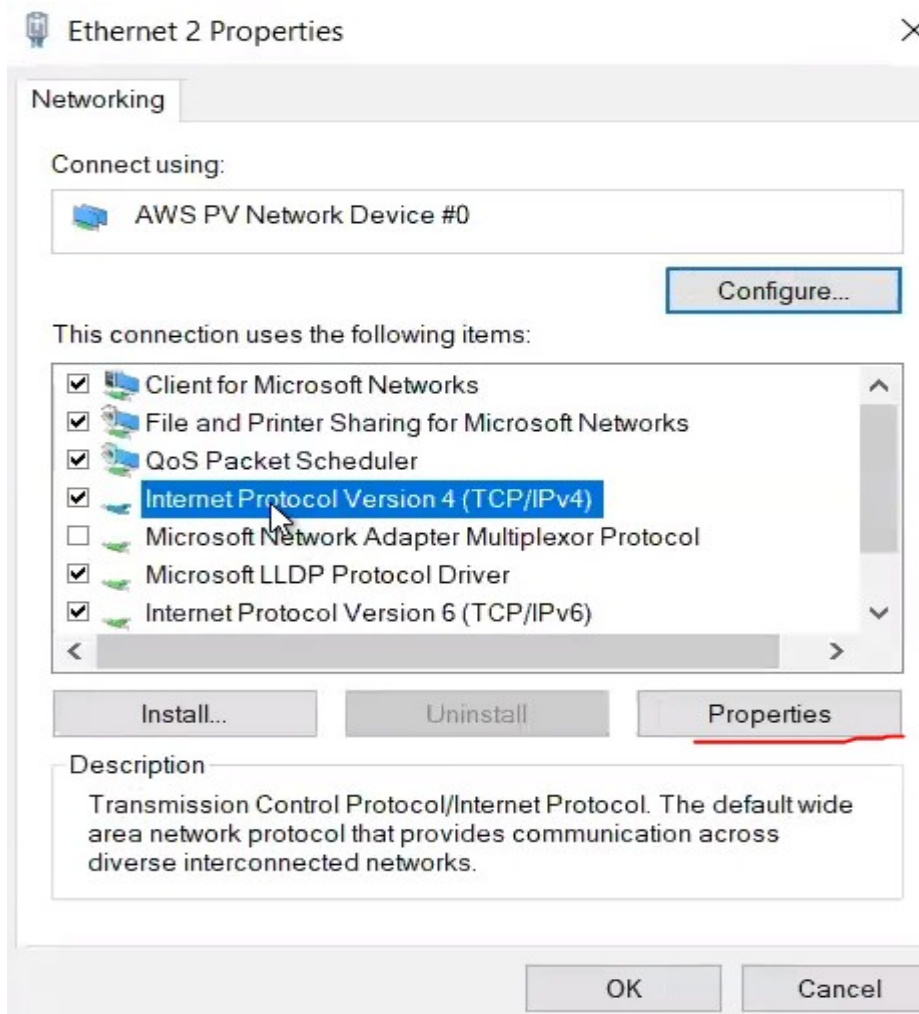 Ethernet 2 Properties
Networking
Connect using:
AWS PV Network Device #0
Configure...
This connection uses the following items:
Client for Microsoft Networks
File and Printer Sharing for Microsoft Networks
QoS Packet Scheduler
Internet Protocol Version 4 (TCP/IPv4)
Microsoft Network Adapter Multiplexor Protocol
Microsoft LLDP Protocol Driver
Internet Protocol Version 6 (TCP/IPv6)
Install... Uninstall Properties
Description
Transmission Control Protocol/Internet Protocol. The default wide
area network protocol that provides communication across
diverse interconnected networks.
OK Cancel